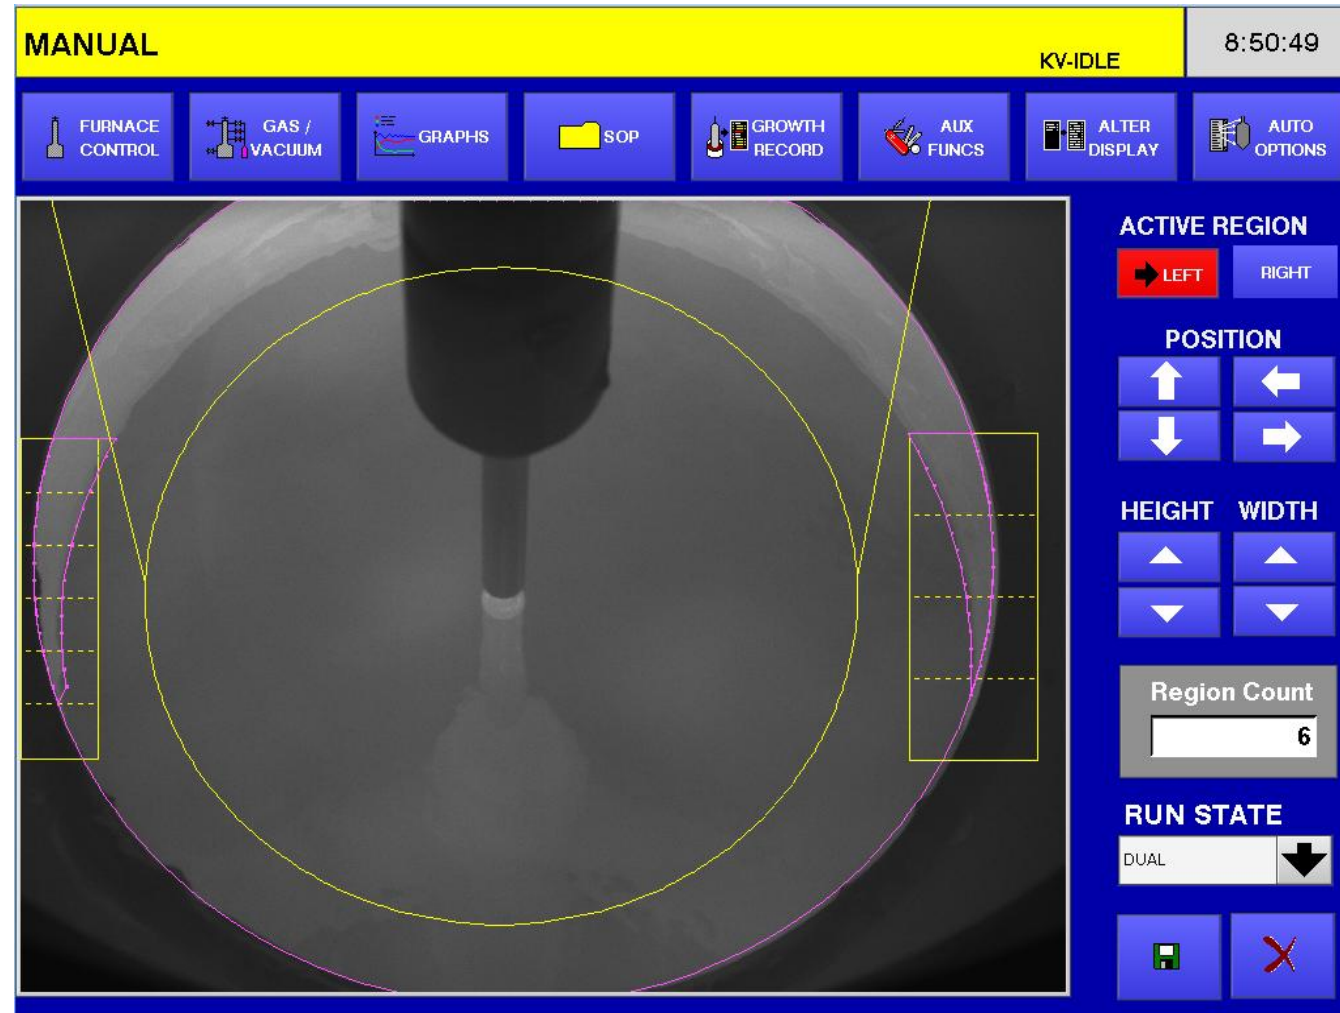 MANUAL
KV-IDLE
8:50:49
FURNACE
CONTROL
GAS /
VACUUM
GRAPHS
SOP
GROWTH
RECORD
AUX
FUNCS
ALTER
DISPLAY
AUTO
OPTIONS
ACTIVE REGION
LEFT
RIGHT
POSITION
HEIGHT WIDTH
Region Count
6
RUN STATE
DUAL